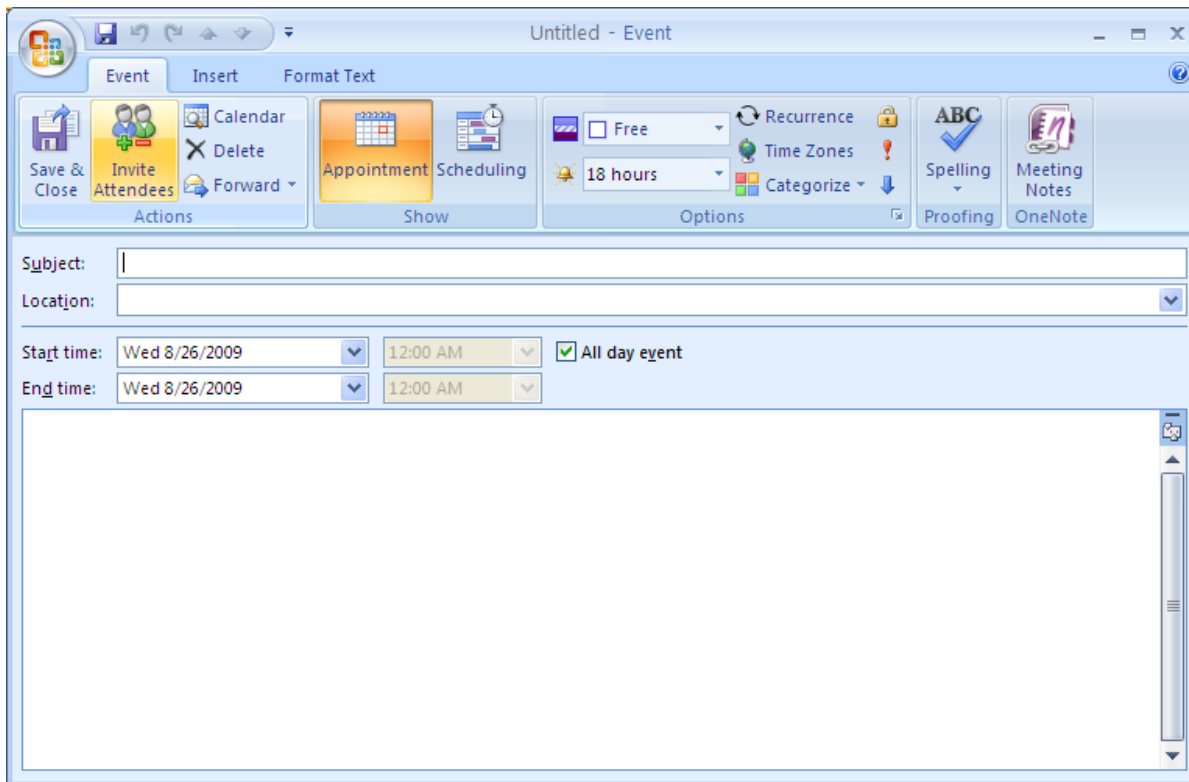 Untitled - Event
Event Insert Format Text
Save & Close
Invite Attendees
Calendar
Delete
Forward
Actions
Appointment
Scheduling
Show
Free
18 hours
Recurrence
Time Zones
Categorize
Options
ABC
Spelling
Proofing
Meeting Notes
OneNote
Subject:
Location:
Start time: Wed 8/26/2009 12:00 AM All day event
End time: Wed 8/26/2009 12:00 AM